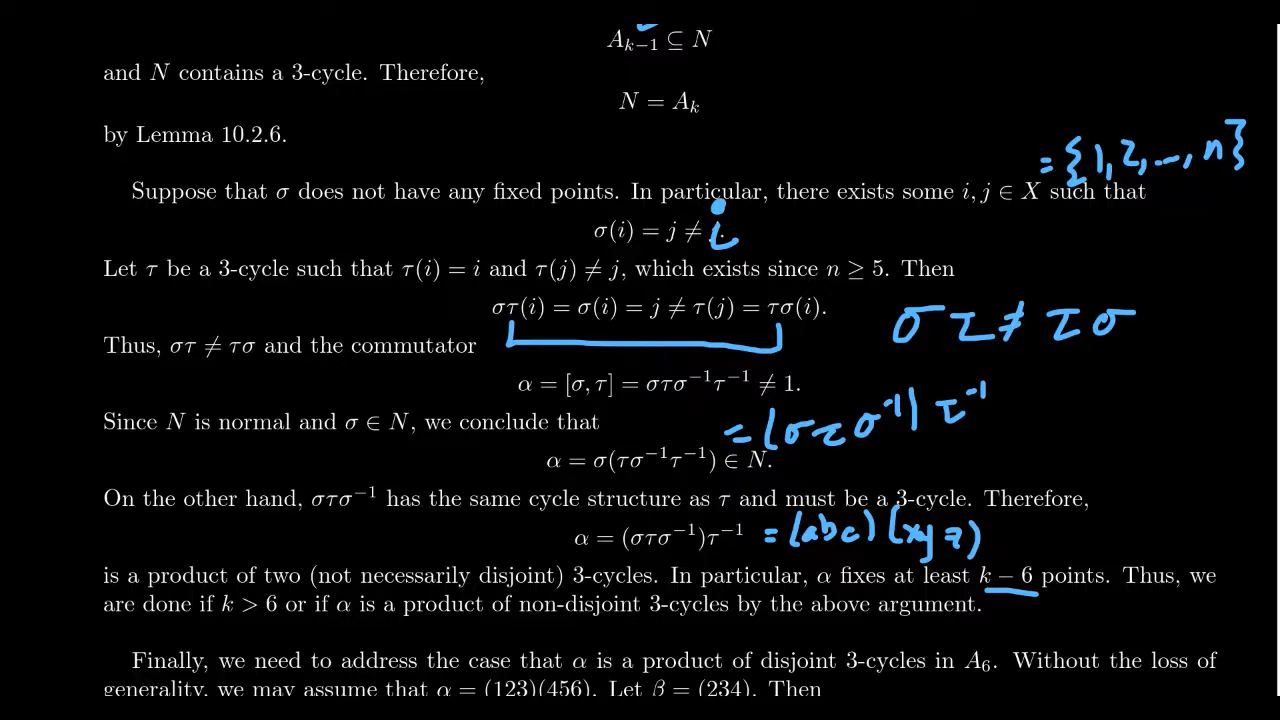 A_{k−1} ⊆ N
and N contains a 3-cycle. Therefore,
N = A_k
by Lemma 10.2.6.
= {1, 2, ..., n}
Suppose that σ does not have any fixed points. In particular, there exists some i, j ∈ X such that
σ(i) = j ≠ i.
Let τ be a 3-cycle such that τ(i) = i and τ(j) ≠ j, which exists since n ≥ 5. Then
στ(i) = σ(i) = j ≠ τ(j) = τσ(i).
στ ≠ τσ
Thus, στ ≠ τσ and the commutator
α = [σ, τ] = στσ⁻¹τ⁻¹ ≠ 1.
Since N is normal and σ ∈ N, we conclude that
= (στσ⁻¹) τ⁻¹
α = σ(τσ⁻¹τ⁻¹) ∈ N.
On the other hand, στσ⁻¹ has the same cycle structure as τ and must be a 3-cycle. Therefore,
α = (στσ⁻¹)τ⁻¹ = (abc)(xyz)
is a product of two (not necessarily disjoint) 3-cycles. In particular, α fixes at least k − 6 points. Thus, we
are done if k > 6 or if α is a product of non-disjoint 3-cycles by the above argument.
Finally, we need to address the case that α is a product of disjoint 3-cycles in A₆. Without the loss of
generality, we may assume that α = (123)(456). Let β = (234). Then